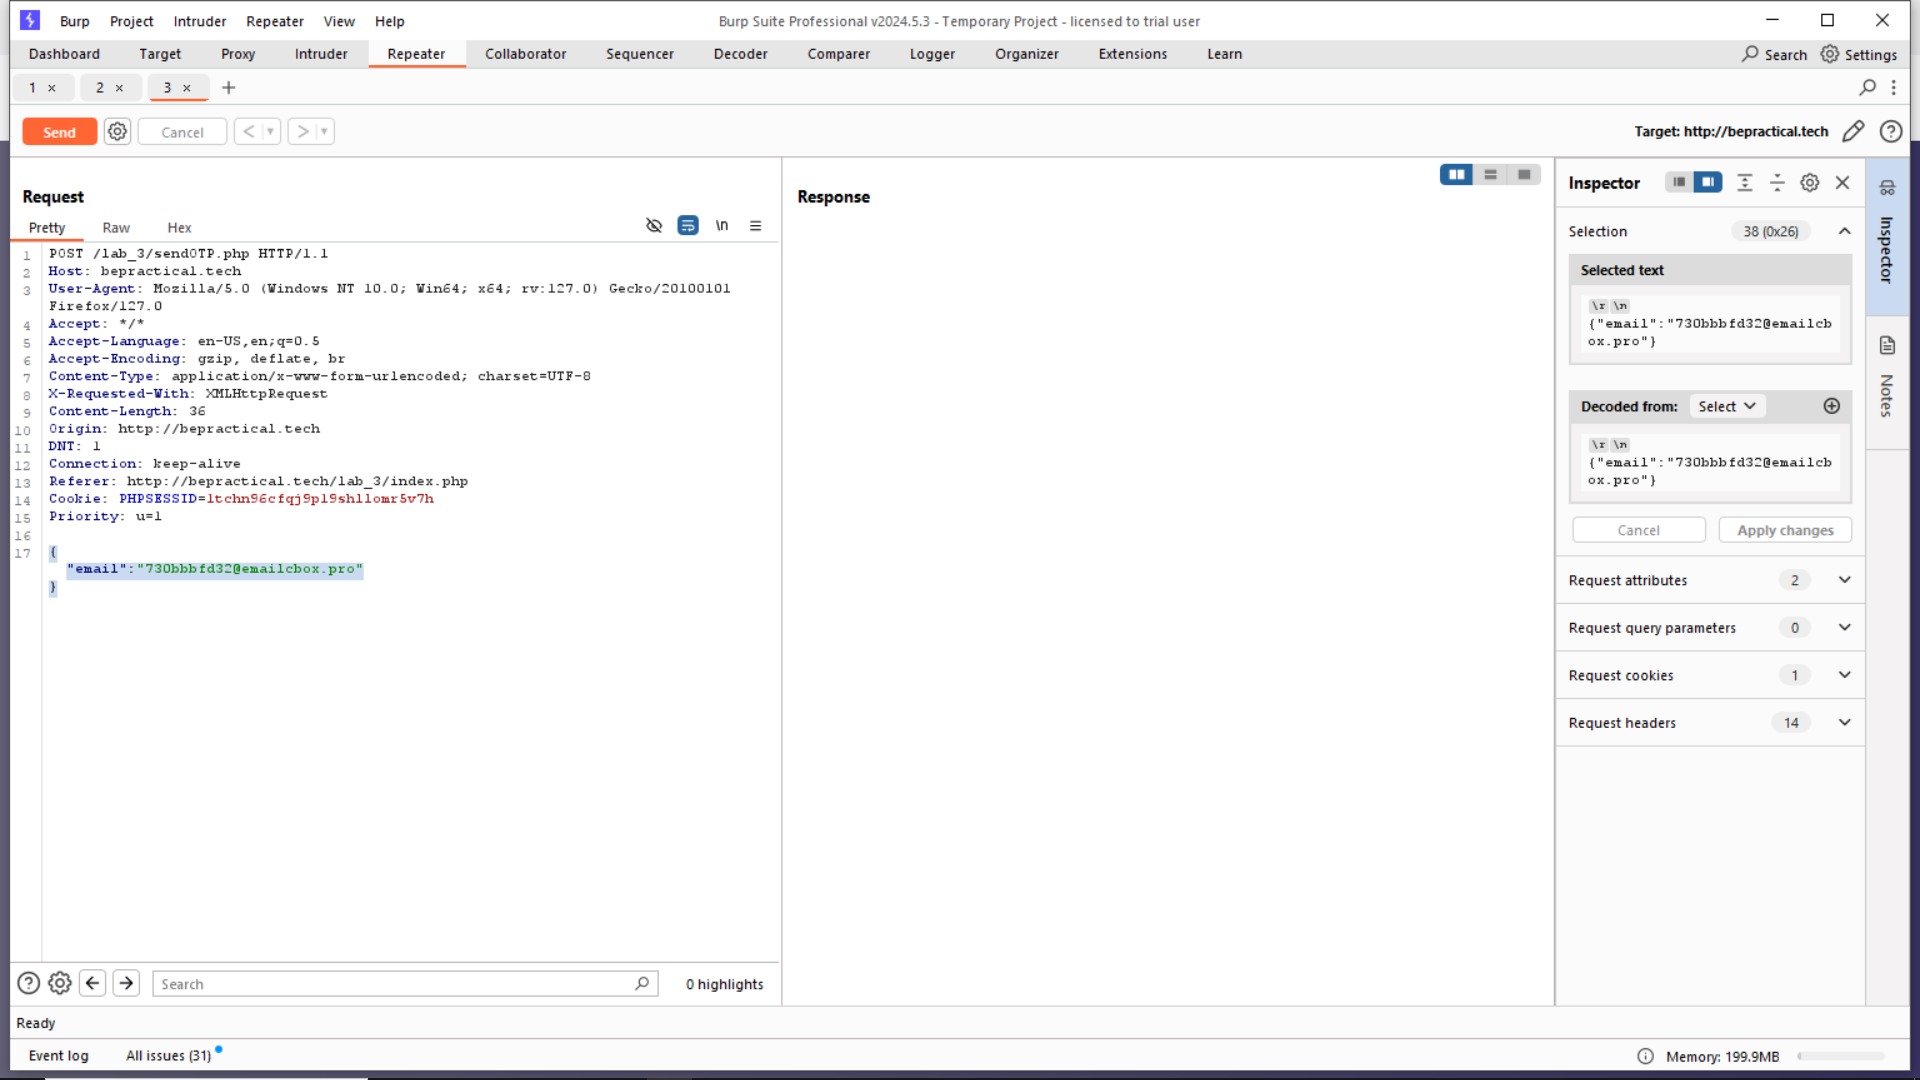 Burp Project Intruder Repeater View Help
Burp Suite Professional v2024.5.3 - Temporary Project - licensed to trial user
Dashboard Target Proxy Intruder Repeater Collaborator Sequencer Decoder Comparer Logger Organizer Extensions Learn
Search Settings
1 × 2 × 3 × +
Send Cancel < >
Target: http://bepractical.tech
Request
Pretty Raw Hex
\n
1 POST /lab_3/sendOTP.php HTTP/1.1
2 Host: bepractical.tech
3 User-Agent: Mozilla/5.0 (Windows NT 10.0; Win64; x64; rv:127.0) Gecko/20100101
Firefox/127.0
4 Accept: */*
5 Accept-Language: en-US,en;q=0.5
6 Accept-Encoding: gzip, deflate, br
7 Content-Type: application/x-www-form-urlencoded; charset=UTF-8
8 X-Requested-With: XMLHttpRequest
9 Content-Length: 36
10 Origin: http://bepractical.tech
11 DNT: 1
12 Connection: keep-alive
13 Referer: http://bepractical.tech/lab_3/index.php
14 Cookie: PHPSESSID=ltchn96cfqj9pl9shllomr5v7h
15 Priority: u=1
16
17 {
"email":"730bbbfd32@emailcbox.pro"
}
Search
0 highlights
Response
Inspector
Selection 38 (0x26)
Selected text
\r \n
{"email":"730bbbfd32@emailcb
ox.pro"}
Decoded from: Select
\r \n
{"email":"730bbbfd32@emailcb
ox.pro"}
Cancel Apply changes
Request attributes 2
Request query parameters 0
Request cookies 1
Request headers 14
Inspector
Notes
Ready
Event log All issues (31)
Memory: 199.9MB